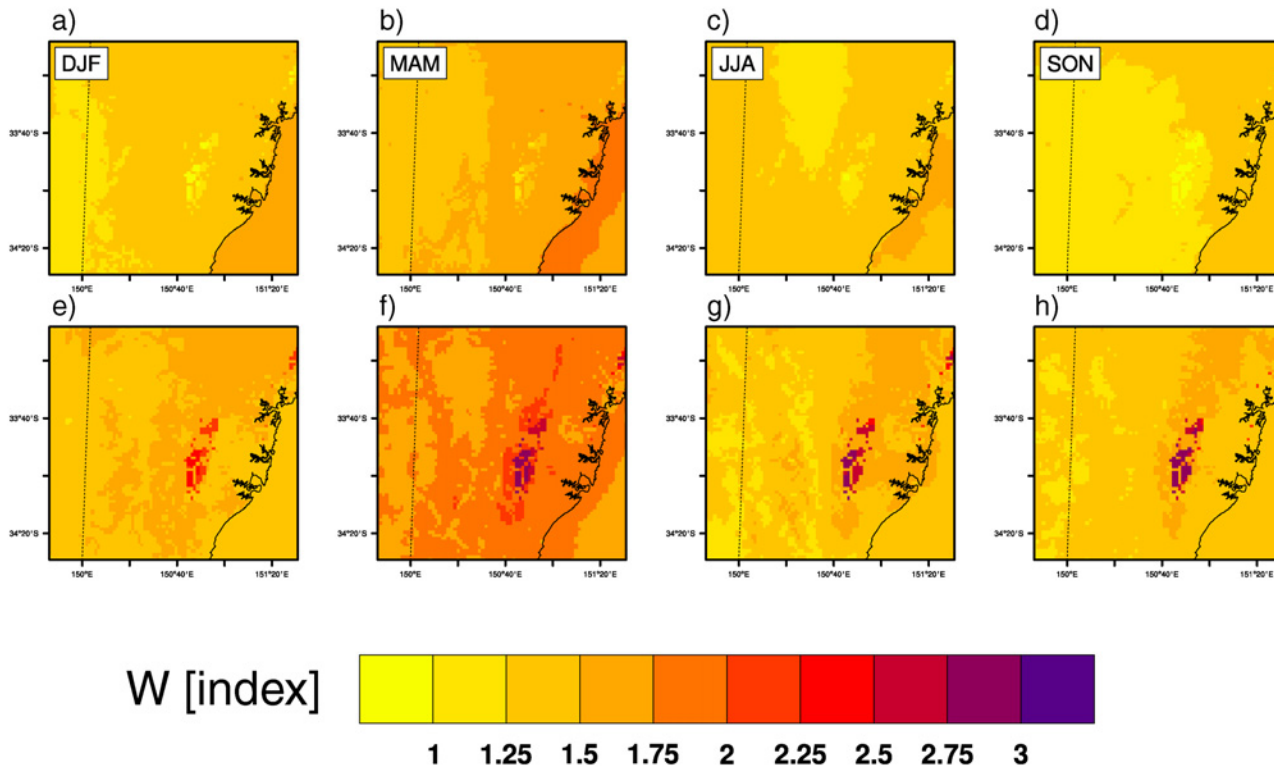 a) b) c) d)
DJF MAM JJA SON
33°40'S 33°40'S 33°40'S 33°40'S
34°20'S 34°20'S 34°20'S 34°20'S
150°E 150°40'E 151°20'E 150°E 150°40'E 151°20'E 150°E 150°40'E 151°20'E 150°E 150°40'E 151°20'E
e) f) g) h)
33°40'S 33°40'S 33°40'S 33°40'S
34°20'S 34°20'S 34°20'S 34°20'S
150°E 150°40'E 151°20'E 150°E 150°40'E 151°20'E 150°E 150°40'E 151°20'E 150°E 150°40'E 151°20'E
W [index]
1 1.25 1.5 1.75 2 2.25 2.5 2.75 3